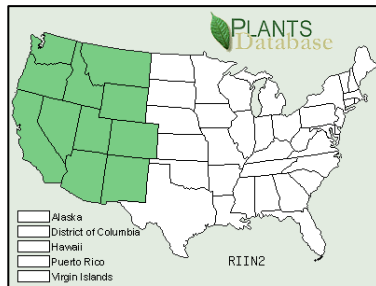 PLANTS
Database
Alaska
District of Columbia
Hawaii
Puerto Rico
Virgin Islands
RIIN2